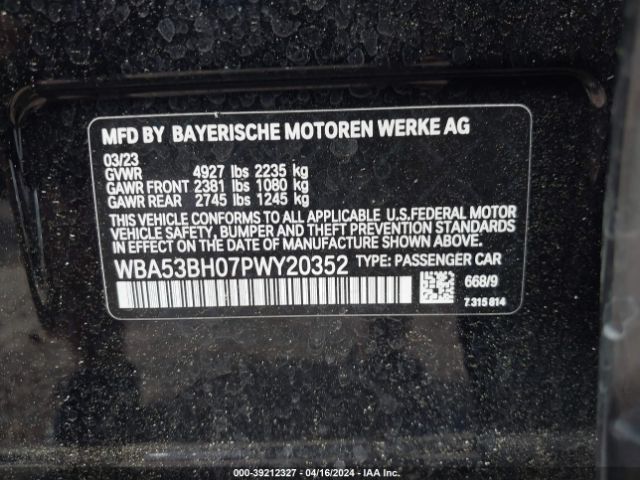 MFD BY BAYERISCHE MOTOREN WERKE AG
03/23
GVWR 4927 lbs 2235 kg
GAWR FRONT 2381 lbs 1080 kg
GAWR REAR 2745 lbs 1245 kg
THIS VEHICLE CONFORMS TO ALL APPLICABLE U.S.FEDERAL MOTOR
VEHICLE SAFETY, BUMPER AND THEFT PREVENTION STANDARDS
IN EFFECT ON THE DATE OF MANUFACTURE SHOWN ABOVE.
WBA53BH07PWY20352 TYPE: PASSENGER CAR
668/9
7 315 814
000-39212327 - 04/16/2024 - IAA Inc.